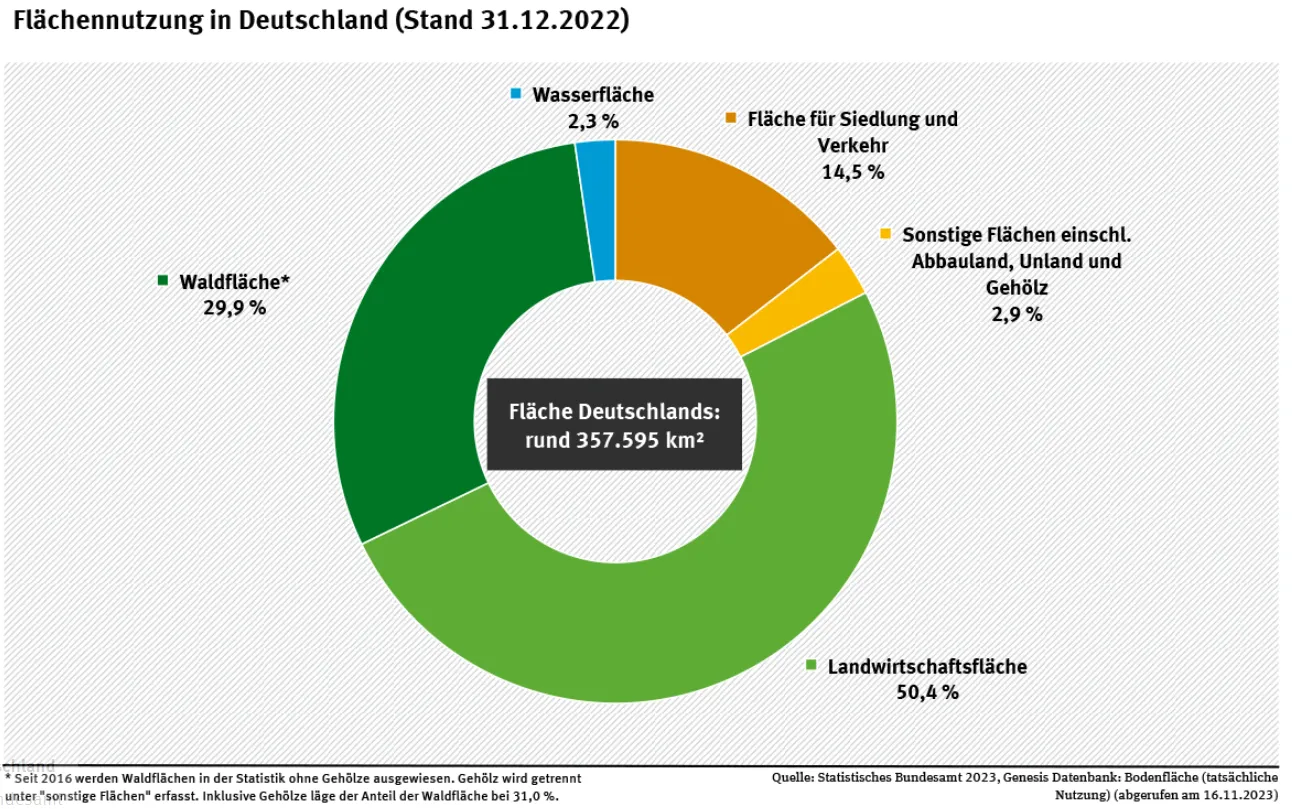 Flächennutzung in Deutschland (Stand 31.12.2022)
Wasserfläche
2,3 %
Fläche für Siedlung und
Verkehr
14,5 %
Sonstige Flächen einschl.
Abbauland, Unland und
Gehölz
2,9 %
Waldfläche*
29,9 %
Fläche Deutschlands:
rund 357.595 km²
Landwirtschaftsfläche
50,4 %
* Seit 2016 werden Waldflächen in der Statistik ohne Gehölze ausgewiesen. Gehölz wird getrennt
unter "sonstige Flächen" erfasst. Inklusive Gehölze läge der Anteil der Waldfläche bei 31,0 %.
Quelle: Statistisches Bundesamt 2023, Genesis Datenbank: Bodenfläche (tatsächliche
Nutzung) (abgerufen am 16.11.2023)